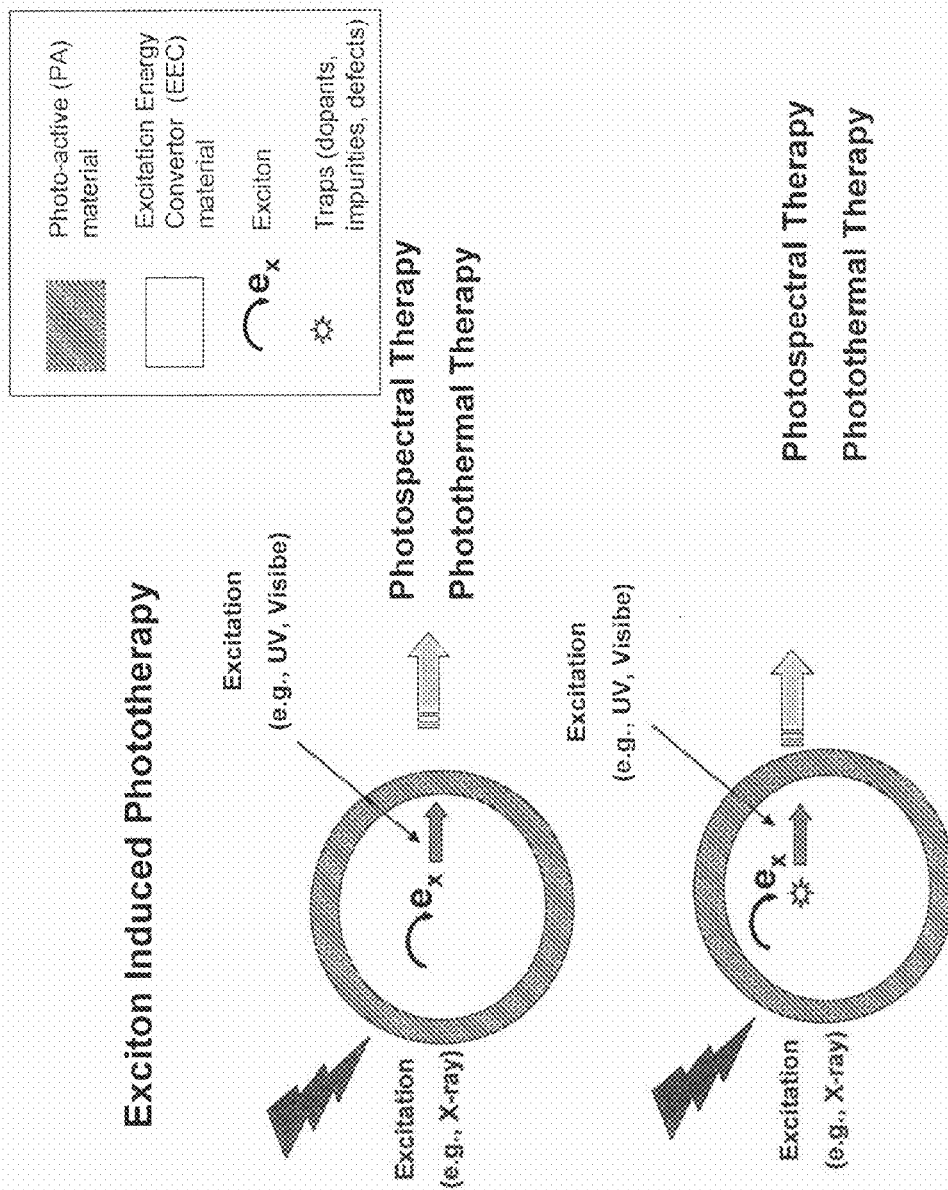 Exciton Induced Phototherapy
Photo-active (PA)
material
Excitation Energy
Convertor (EEC)
material
e
x
Exciton
Traps (dopants,
impurities, defects)
Excitation
(e.g., X-ray)
e
x
Excitation
(e.g., UV, Visibe)
Photospectral Therapy
Photothermal Therapy
Excitation
(e.g., X-ray)
e
x
Excitation
(e.g., UV, Visibe)
Photospectral Therapy
Photothermal Therapy